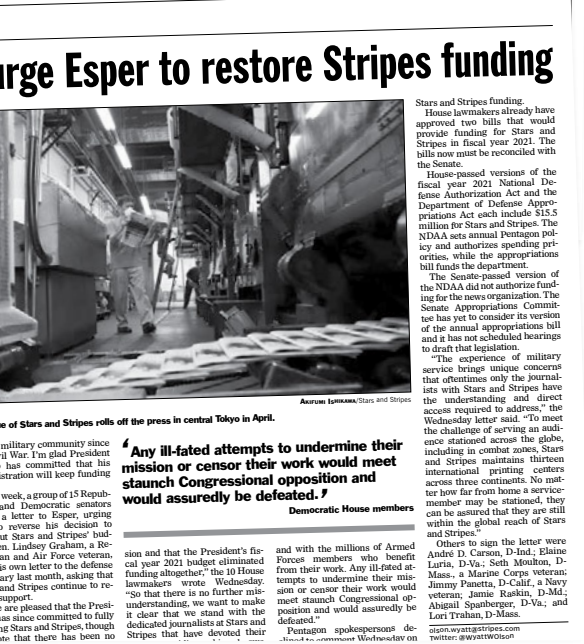 urge Esper to restore Stripes funding
AKIFUMI ISHIKAWA/Stars and Stripes
e of Stars and Stripes rolls off the press in central Tokyo in April.
military community since
il War. I'm glad President
has committed that his
istration will keep funding
week, a group of 15 Repub-
and Democratic senators
a letter to Esper, urging
o reverse his decision to
ut Stars and Stripes' bud-
en. Lindsey Graham, a Re-
an and Air Force veteran,
is own letter to the defense
ary last month, asking that
and Stripes continue to re-
support.
e are pleased that the Presi-
as since committed to fully
ng Stars and Stripes, though
ote that there has been no
‘Any ill-fated attempts to undermine their
mission or censor their work would meet
staunch Congressional opposition and
would assuredly be defeated.’
Democratic House members
sion and that the President's fis-
cal year 2021 budget eliminated
funding altogether,” the 10 House
lawmakers wrote Wednesday.
“So that there is no further mis-
understanding, we want to make
it clear that we stand with the
dedicated journalists at Stars and
Stripes that have devoted their
and with the millions of Armed
Forces members who benefit
from their work. Any ill-fated at-
tempts to undermine their mis-
sion or censor their work would
meet staunch Congressional op-
position and would assuredly be
defeated.”
Pentagon spokespersons de-
clined to comment Wednesday on
Stars and Stripes funding.
House lawmakers already have
approved two bills that would
provide funding for Stars and
Stripes in fiscal year 2021. The
bills now must be reconciled with
the Senate.
House-passed versions of the
fiscal year 2021 National De-
fense Authorization Act and the
Department of Defense Appro-
priations Act each include $15.5
million for Stars and Stripes. The
NDAA sets annual Pentagon pol-
icy and authorizes spending pri-
orities, while the appropriations
bill funds the department.
The Senate-passed version of
the NDAA did not authorize fund-
ing for the news organization. The
Senate Appropriations Commit-
tee has yet to consider its version
of the annual appropriations bill
and it has not scheduled hearings
to draft that legislation.
“The experience of military
service brings unique concerns
that oftentimes only the journal-
ists with Stars and Stripes have
the understanding and direct
access required to address,” the
Wednesday letter said. “To meet
the challenge of serving an audi-
ence stationed across the globe,
including in combat zones, Stars
and Stripes maintains thirteen
international printing centers
across three continents. No mat-
ter how far from home a service-
member may be stationed, they
can be assured that they are still
within the global reach of Stars
and Stripes.”
Others to sign the letter were
André D. Carson, D-Ind.; Elaine
Luria, D-Va.; Seth Moulton, D-
Mass., a Marine Corps veteran;
Jimmy Panetta, D-Calif., a Navy
veteran; Jamie Raskin, D-Md.;
Abigail Spanberger, D-Va.; and
Lori Trahan, D-Mass.
olson.wyatt@stripes.com
Twitter: @WyattWOlson